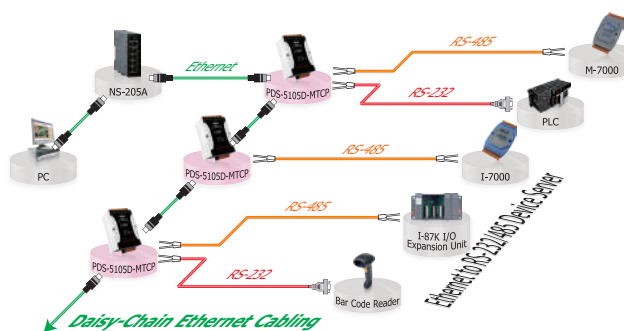 RS-485
Ethernet
M-7000
NS-205A
PDS-5105D-MTCP
RS-232
PLC
PC
RS-485
PDS-5105D-MTCP
I-7000
RS-485
I-87K I/O
Expansion Unit
PDS-5105D-MTCP
RS-232
Bar Code Reader
Ethernet to RS-232/485 Device Server
Daisy-Chain Ethernet Cabling